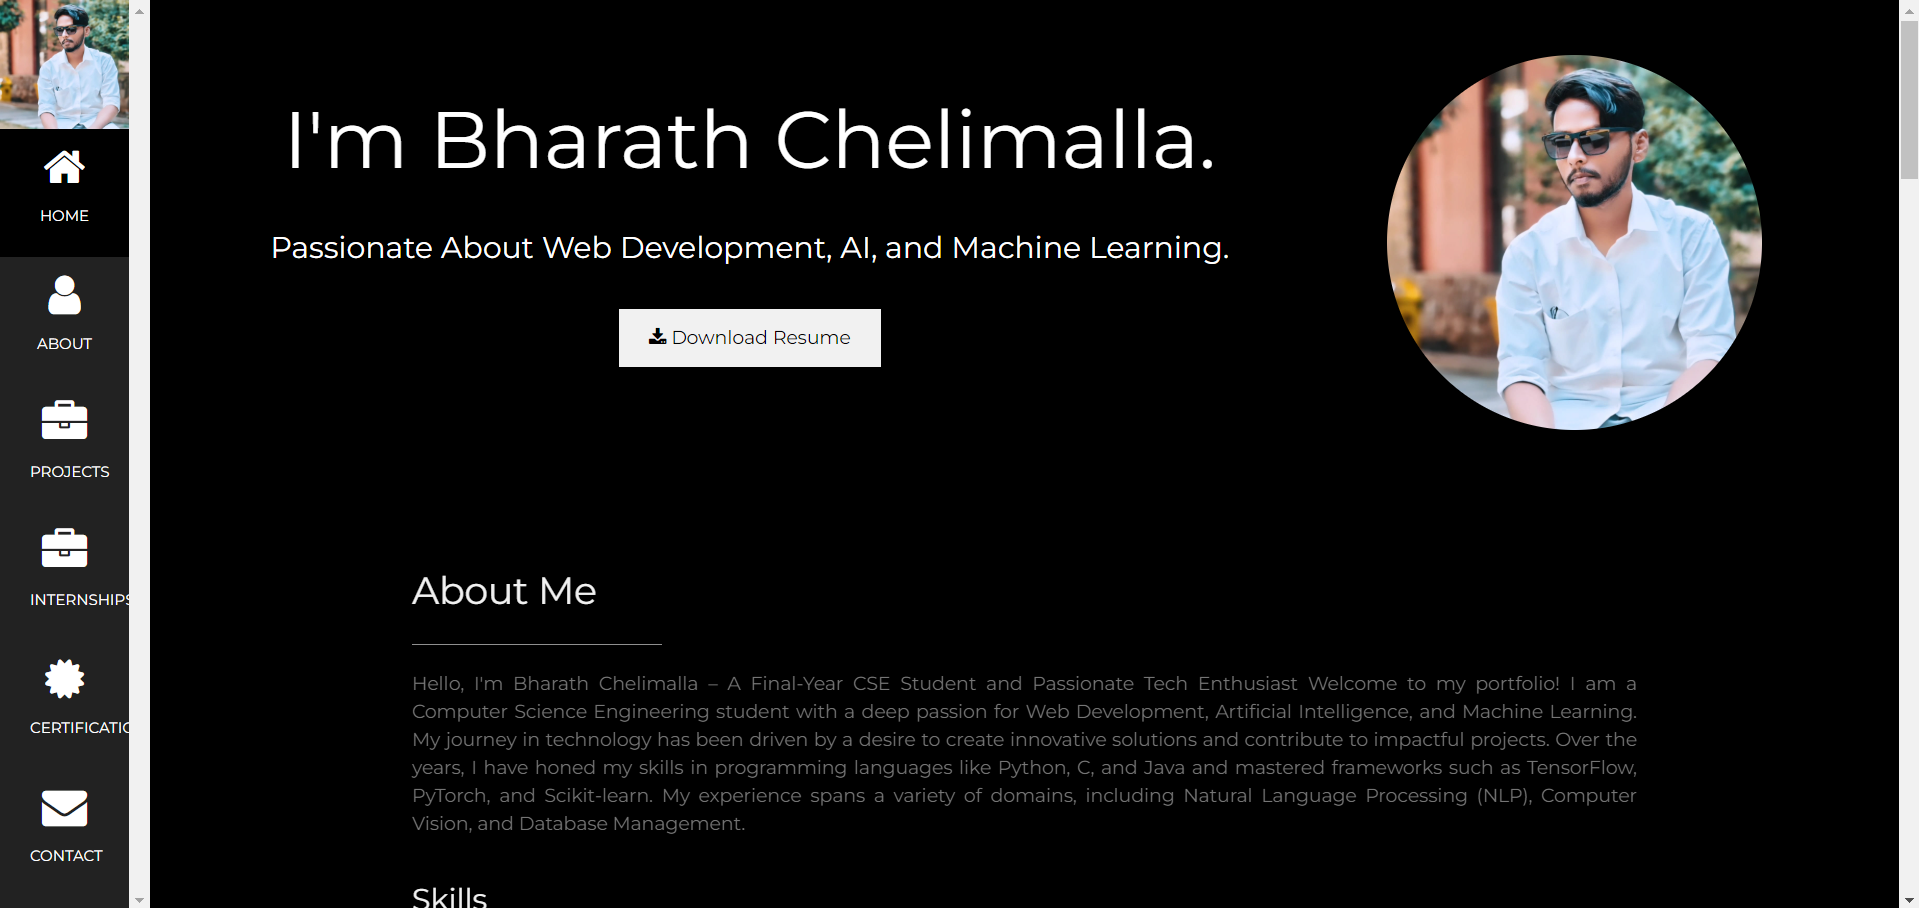 HOME
ABOUT
PROJECTS
INTERNSHIPS
CERTIFICATIO
CONTACT
I'm Bharath Chelimalla.
Passionate About Web Development, AI, and Machine Learning.
Download Resume
About Me
Hello, I'm Bharath Chelimalla – A Final-Year CSE Student and Passionate Tech Enthusiast Welcome to my portfolio! I am a
Computer Science Engineering student with a deep passion for Web Development, Artificial Intelligence, and Machine Learning.
My journey in technology has been driven by a desire to create innovative solutions and contribute to impactful projects. Over the
years, I have honed my skills in programming languages like Python, C, and Java and mastered frameworks such as TensorFlow,
PyTorch, and Scikit-learn. My experience spans a variety of domains, including Natural Language Processing (NLP), Computer
Vision, and Database Management.
Skills